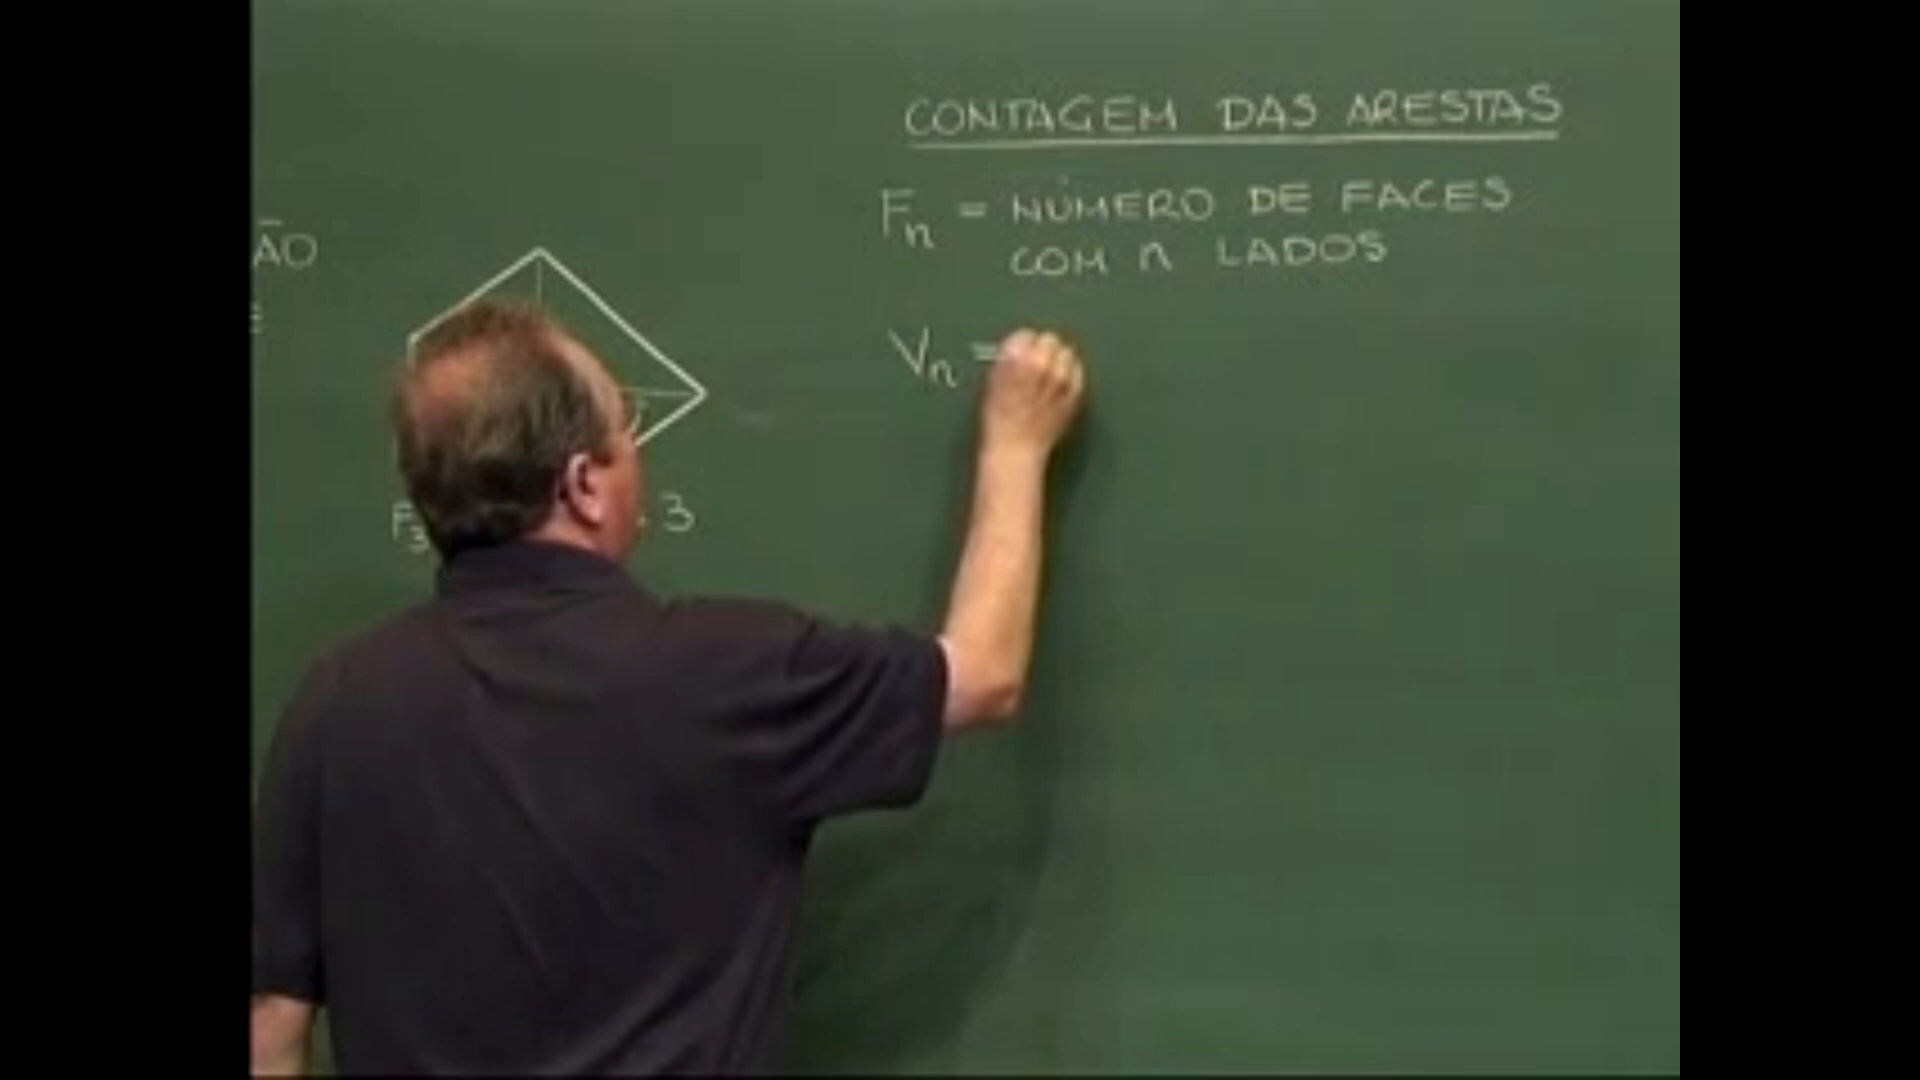 CONTAGEM DAS ARESTAS
Fn = NÚMERO DE FACES
COM n LADOS
Vn =
ÃO
F3 . 3